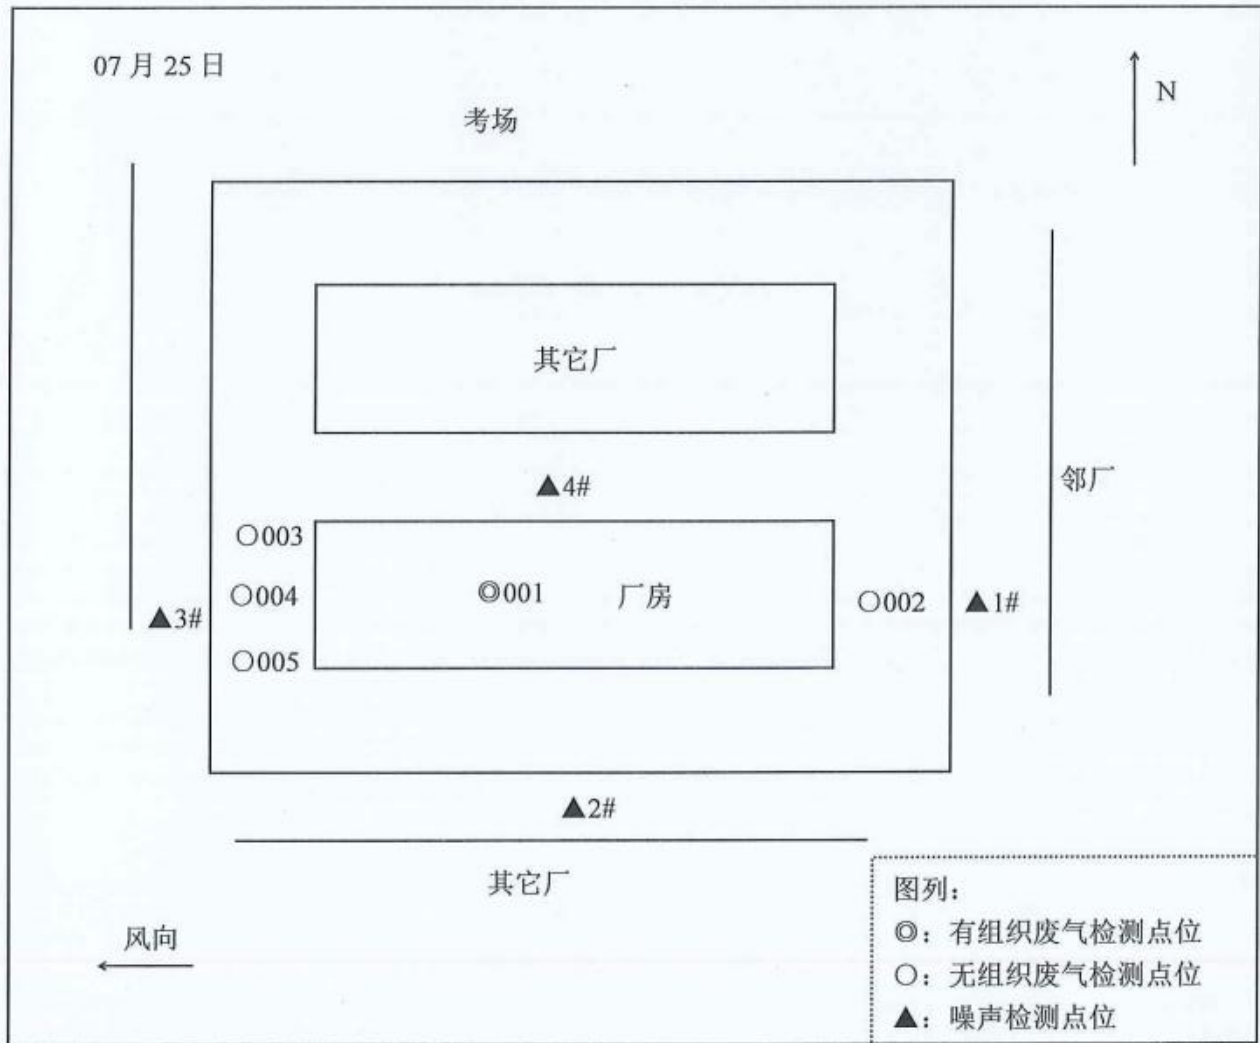 07 月 25 日
N
考场
其它厂
▲4#
邻厂
○003
◎001 厂房
○004
○002 ▲1#
▲3#
○005
▲2#
其它厂
风向
图列：
◎：有组织废气检测点位
○：无组织废气检测点位
▲：噪声检测点位